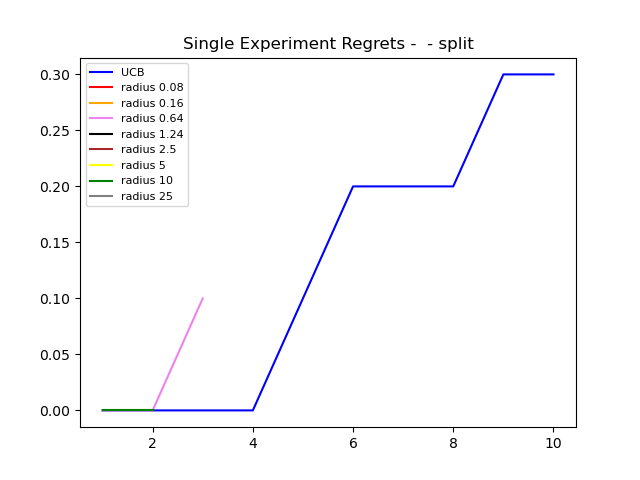 Single Experiment Regrets -  - split
0.30
0.25
0.20
0.15
0.10
0.05
0.00
UCB
radius 0.08
radius 0.16
radius 0.64
radius 1.24
radius 2.5
radius 5
radius 10
radius 25
2 4 6 8 10